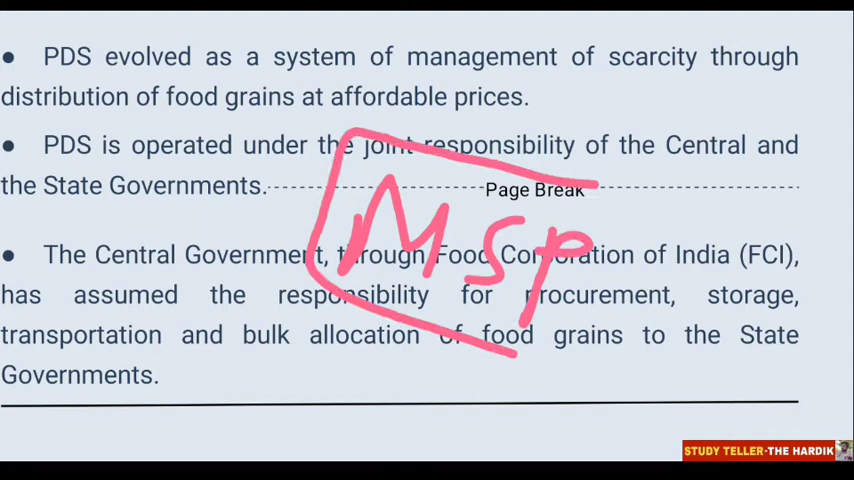 ● PDS evolved as a system of management of scarcity through
distribution of food grains at affordable prices.
● PDS is operated under the joint responsibility of the Central and
the State Governments.
Page Break
MSP
● The Central Government, through Food Corporation of India (FCI),
has assumed the responsibility for procurement, storage,
transportation and bulk allocation of food grains to the State
Governments.
STUDY TELLER-THE HARDIK